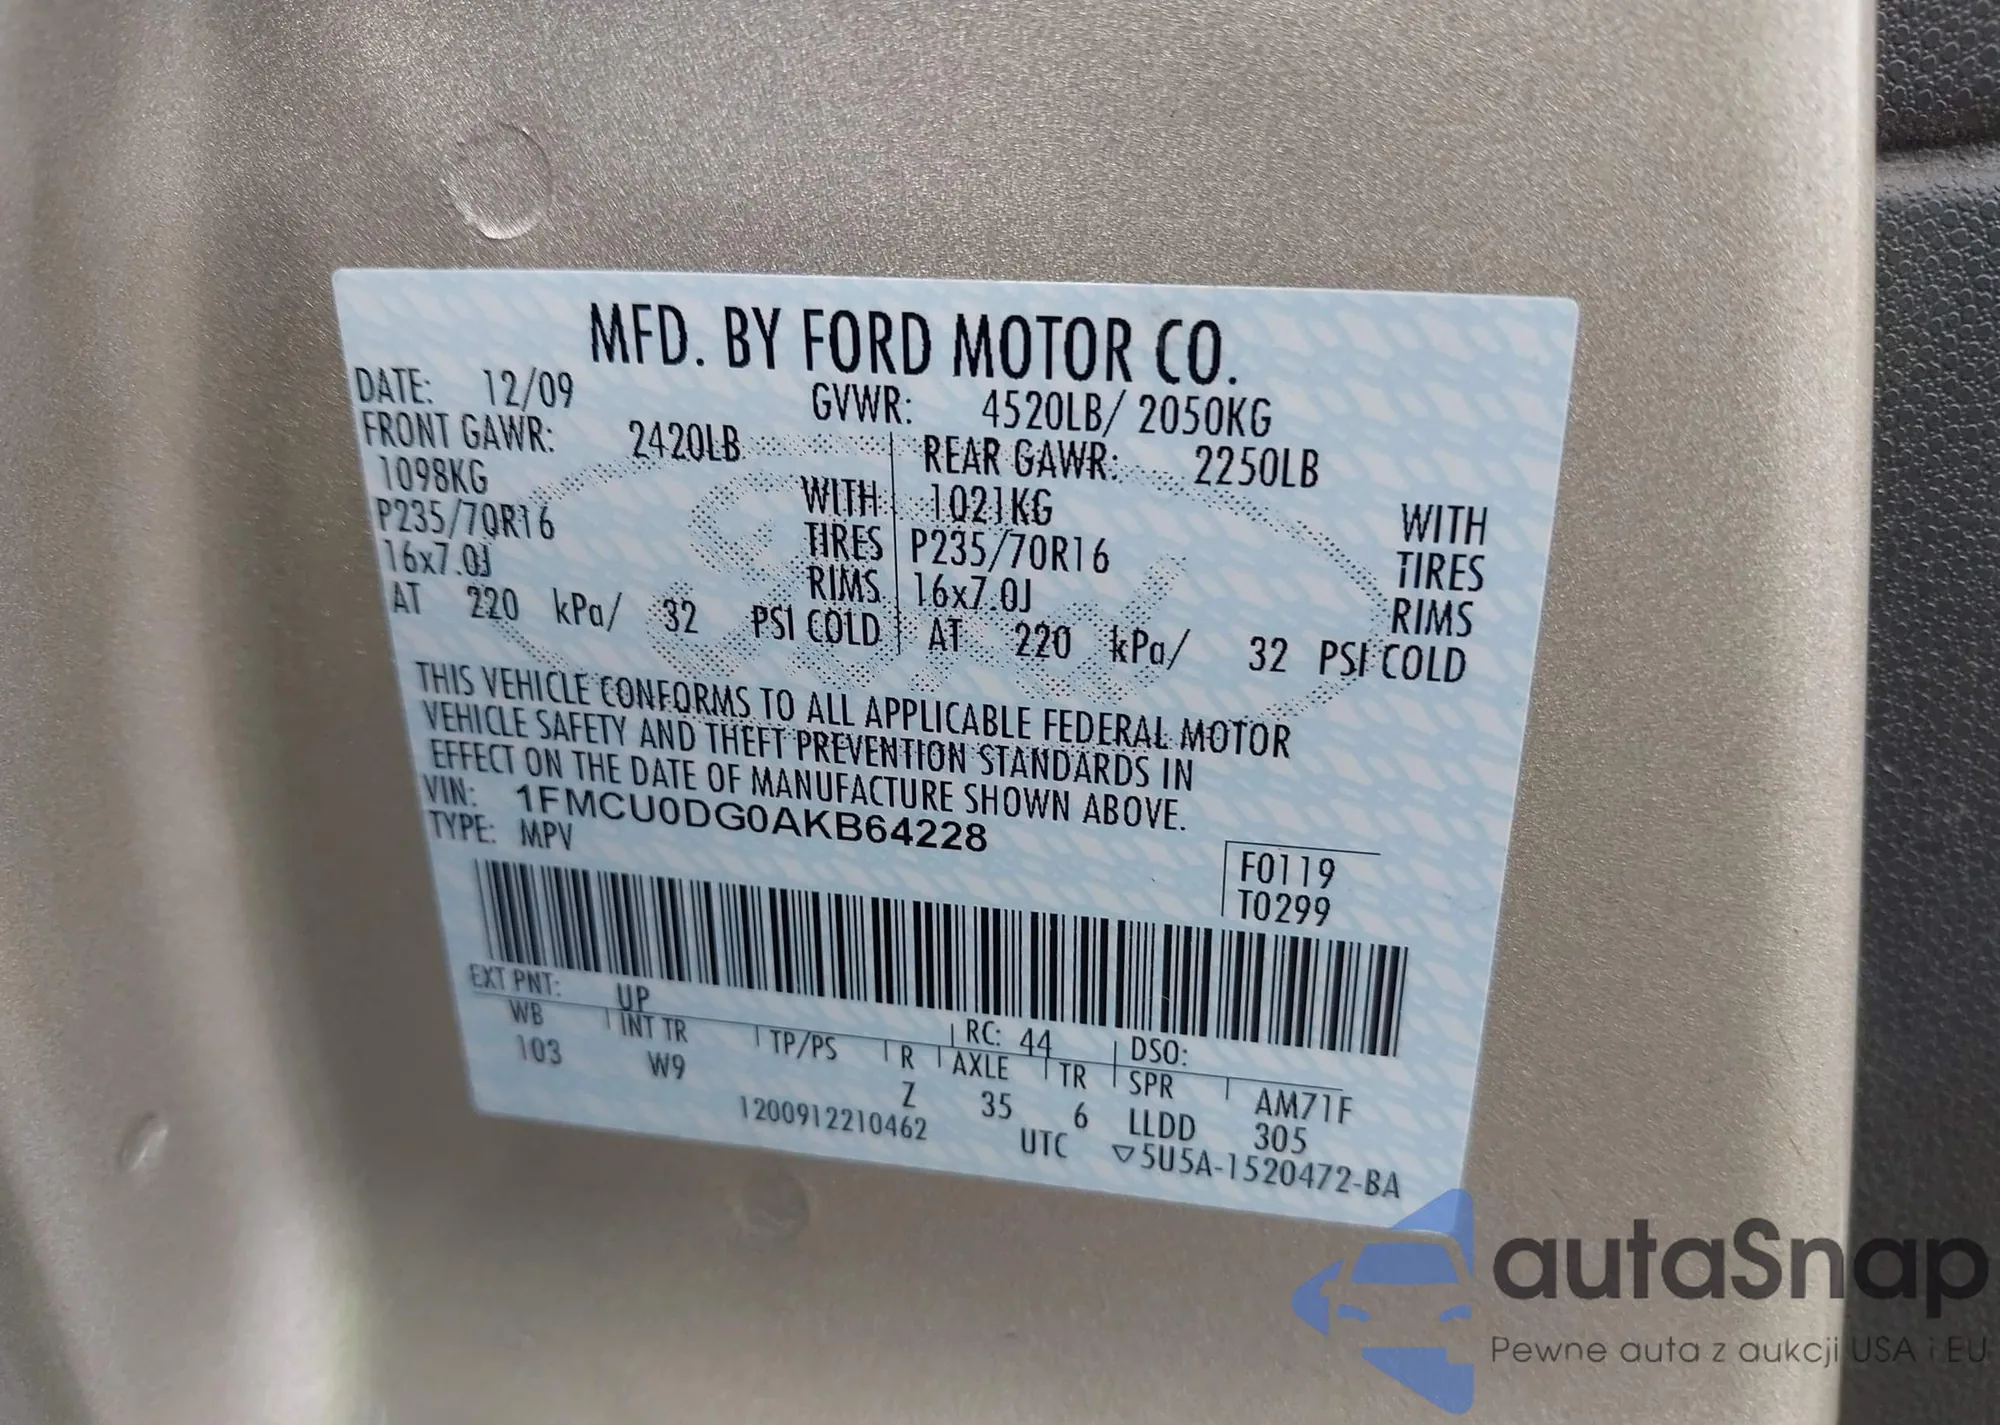 MFD. BY FORD MOTOR CO.
DATE: 12/09 GVWR: 4520LB/ 2050KG
FRONT GAWR: 2420LB REAR GAWR: 2250LB
1098KG WITH 1021KG WITH
P235/70R16 TIRES P235/70R16 TIRES
16x7.0J RIMS 16x7.0J RIMS
AT 220 kPa/ 32 PSI COLD AT 220 kPa/ 32 PSI COLD
THIS VEHICLE CONFORMS TO ALL APPLICABLE FEDERAL MOTOR
VEHICLE SAFETY AND THEFT PREVENTION STANDARDS IN
EFFECT ON THE DATE OF MANUFACTURE SHOWN ABOVE.
VIN: 1FMCU0DG0AKB64228
TYPE: MPV
F0119
T0299
EXT PNT: UP RC: 44 DSO:
WB INT TR TP/PS R AXLE TR SPR AM71F
103 W9 Z 35 6 LLDD 305
1200912210462 UTC ▽5U5A-1520472-BA
Ford
autaSnap
Pewne auta z aukcji USA i EU